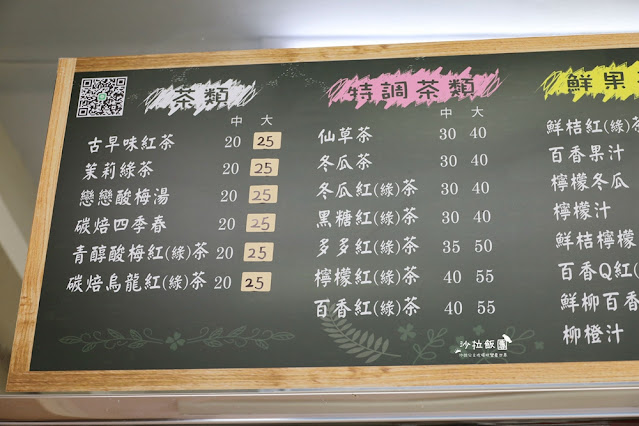 茶類
中 大
古早味紅茶 20 25
茉莉綠茶 20 25
戀戀酸梅湯 20 25
碳焙四季春 20 25
青醇酸梅紅(綠)茶 20 25
碳焙烏龍紅(綠)茶 20 25
特調茶類
中 大
仙草茶 30 40
冬瓜茶 30 40
冬瓜紅(綠)茶 30 40
黑糖紅(綠)茶 30 40
多多紅(綠)茶 35 50
檸檬紅(綠)茶 40 55
百香紅(綠)茶 40 55
鮮果
鮮桔紅(綠)
百香果汁
檸檬冬瓜
檸檬汁
鮮桔檸檬
百香Q紅(
鮮柳百香
柳橙汁
沙拉飯團